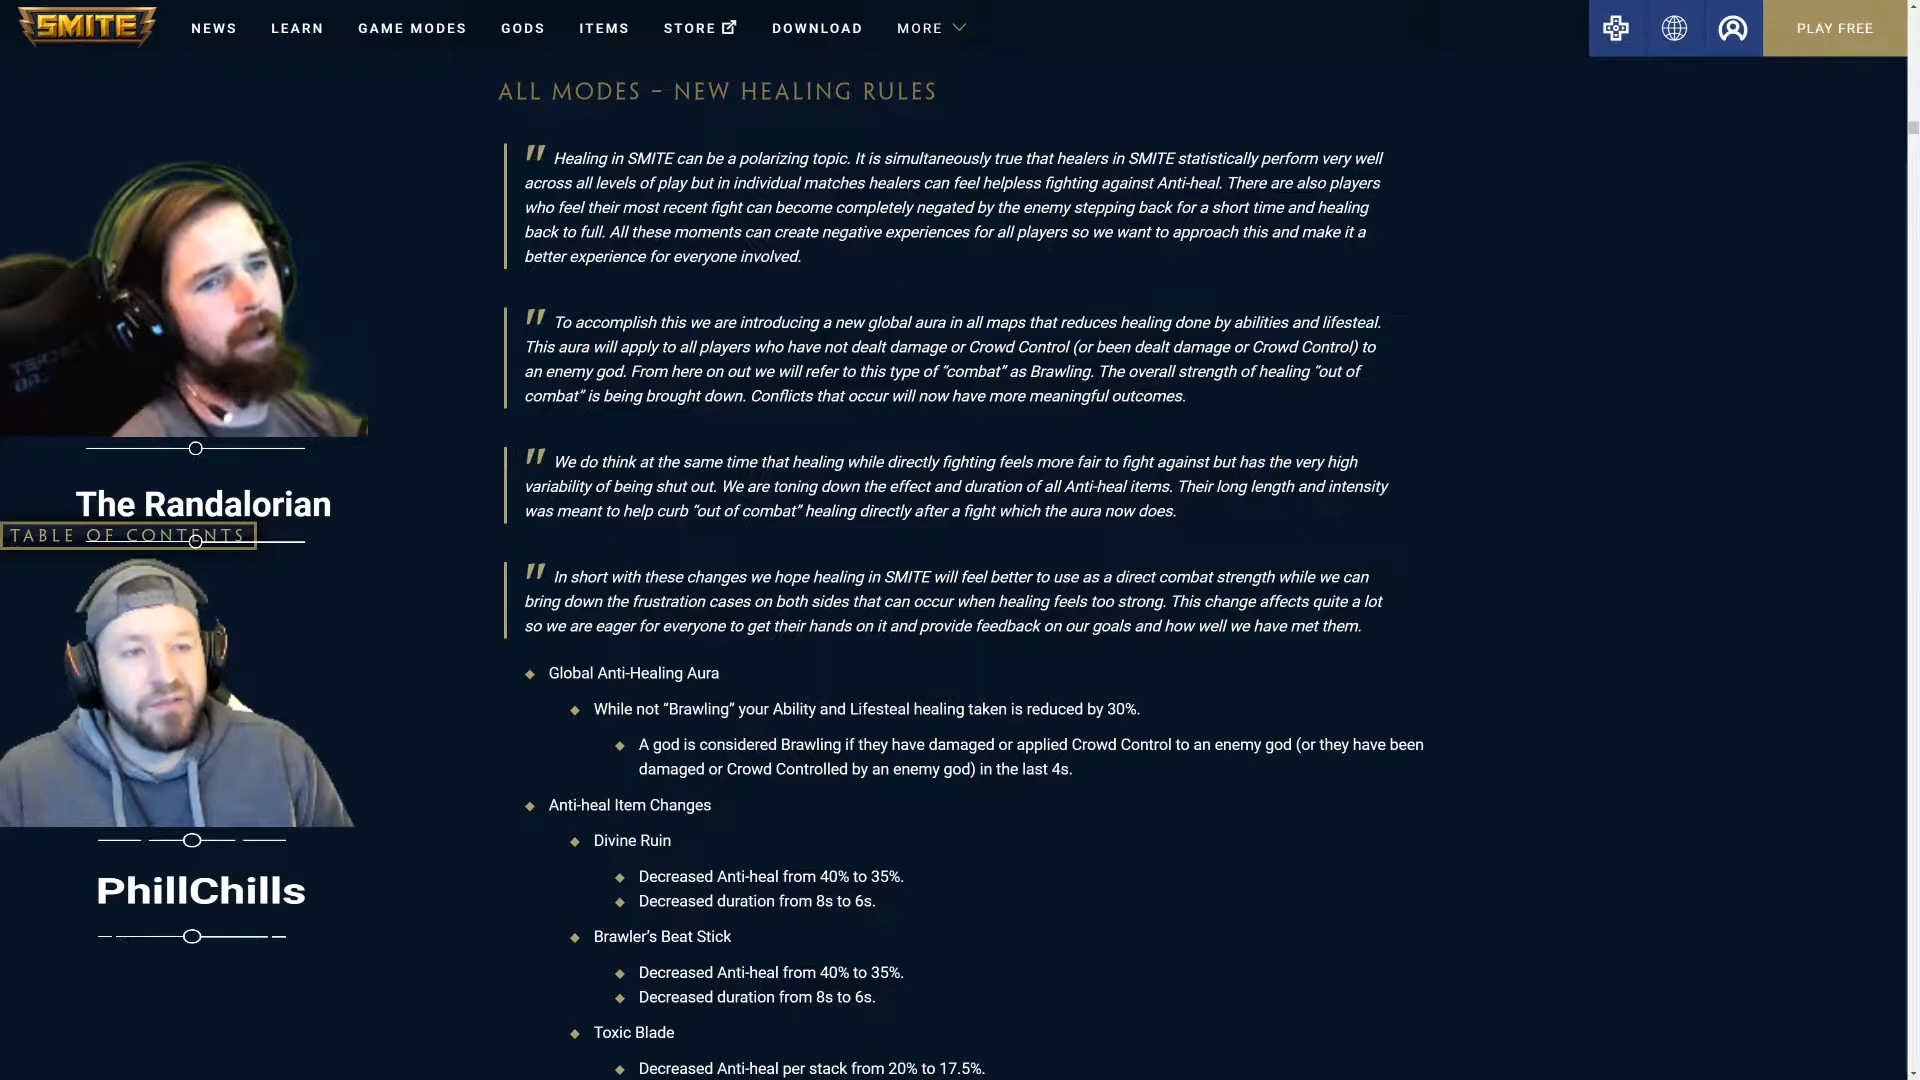 SMITE NEWS LEARN GAME MODES GODS ITEMS STORE DOWNLOAD MORE PLAY FREE
ALL MODES – NEW HEALING RULES
" Healing in SMITE can be a polarizing topic. It is simultaneously true that healers in SMITE statistically perform very well
across all levels of play but in individual matches healers can feel helpless fighting against Anti-heal. There are also players
who feel their most recent fight can become completely negated by the enemy stepping back for a short time and healing
back to full. All these moments can create negative experiences for all players so we want to approach this and make it a
better experience for everyone involved.
" To accomplish this we are introducing a new global aura in all maps that reduces healing done by abilities and lifesteal.
This aura will apply to all players who have not dealt damage or Crowd Control (or been dealt damage or Crowd Control) to
an enemy god. From here on out we will refer to this type of “combat” as Brawling. The overall strength of healing “out of
combat” is being brought down. Conflicts that occur will now have more meaningful outcomes.
" We do think at the same time that healing while directly fighting feels more fair to fight against but has the very high
variability of being shut out. We are toning down the effect and duration of all Anti-heal items. Their long length and intensity
was meant to help curb “out of combat” healing directly after a fight which the aura now does.
" In short with these changes we hope healing in SMITE will feel better to use as a direct combat strength while we can
bring down the frustration cases on both sides that can occur when healing feels too strong. This change affects quite a lot
so we are eager for everyone to get their hands on it and provide feedback on our goals and how well we have met them.
Global Anti-Healing Aura
While not “Brawling” your Ability and Lifesteal healing taken is reduced by 30%.
A god is considered Brawling if they have damaged or applied Crowd Control to an enemy god (or they have been
damaged or Crowd Controlled by an enemy god) in the last 4s.
Anti-heal Item Changes
Divine Ruin
Decreased Anti-heal from 40% to 35%.
Decreased duration from 8s to 6s.
Brawler’s Beat Stick
Decreased Anti-heal from 40% to 35%.
Decreased duration from 8s to 6s.
Toxic Blade
Decreased Anti-heal per stack from 20% to 17.5%.
The Randalorian
TABLE OF CONTENTS
PhillChills